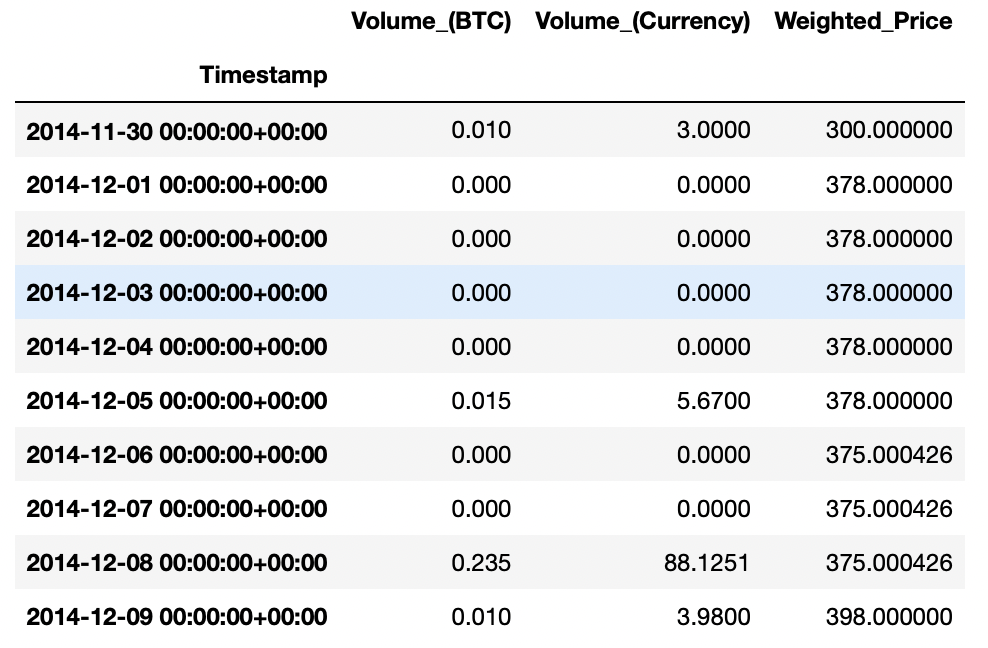 Volume_(BTC) Volume_(Currency) Weighted_Price
Timestamp
2014-11-30 00:00:00+00:00 0.010 3.0000 300.000000
2014-12-01 00:00:00+00:00 0.000 0.0000 378.000000
2014-12-02 00:00:00+00:00 0.000 0.0000 378.000000
2014-12-03 00:00:00+00:00 0.000 0.0000 378.000000
2014-12-04 00:00:00+00:00 0.000 0.0000 378.000000
2014-12-05 00:00:00+00:00 0.015 5.6700 378.000000
2014-12-06 00:00:00+00:00 0.000 0.0000 375.000426
2014-12-07 00:00:00+00:00 0.000 0.0000 375.000426
2014-12-08 00:00:00+00:00 0.235 88.1251 375.000426
2014-12-09 00:00:00+00:00 0.010 3.9800 398.000000